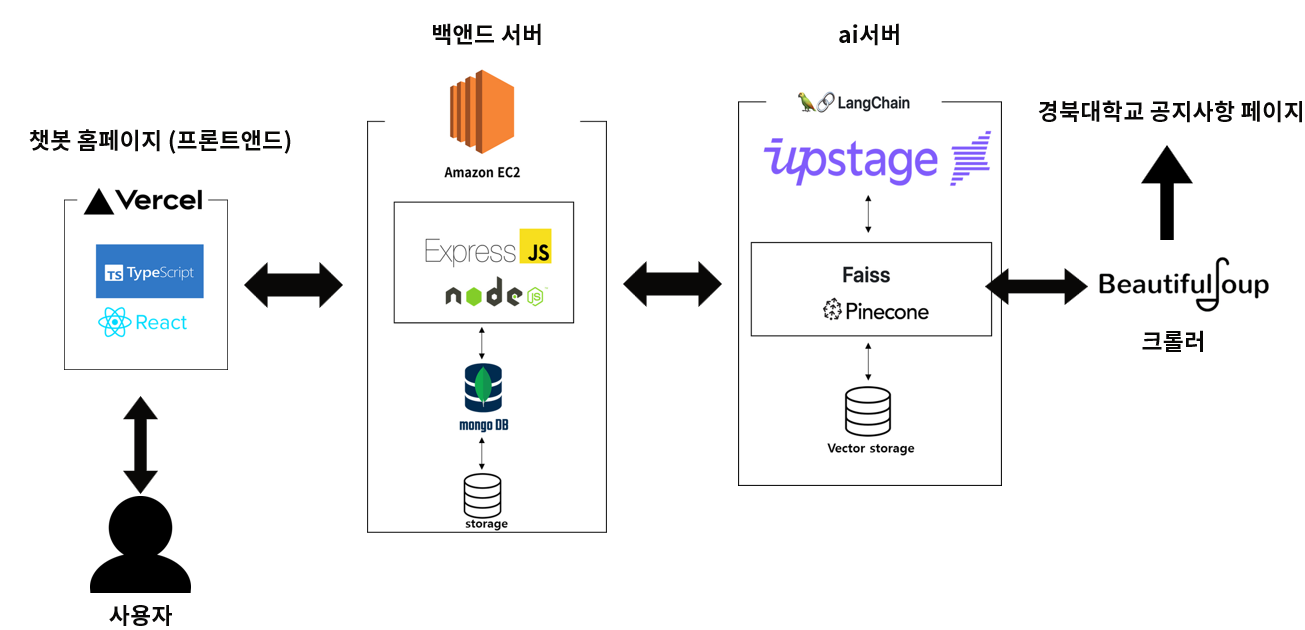 백앤드 서버
ai서버
챗봇 홈페이지 (프론트앤드)
경북대학교 공지사항 페이지
Vercel
TS TypeScript
React
Amazon EC2
Express JS
node JS
mongo DB
storage
LangChain
upstage
Faiss
Pinecone
Vector storage
BeautifulSoup
크롤러
사용자